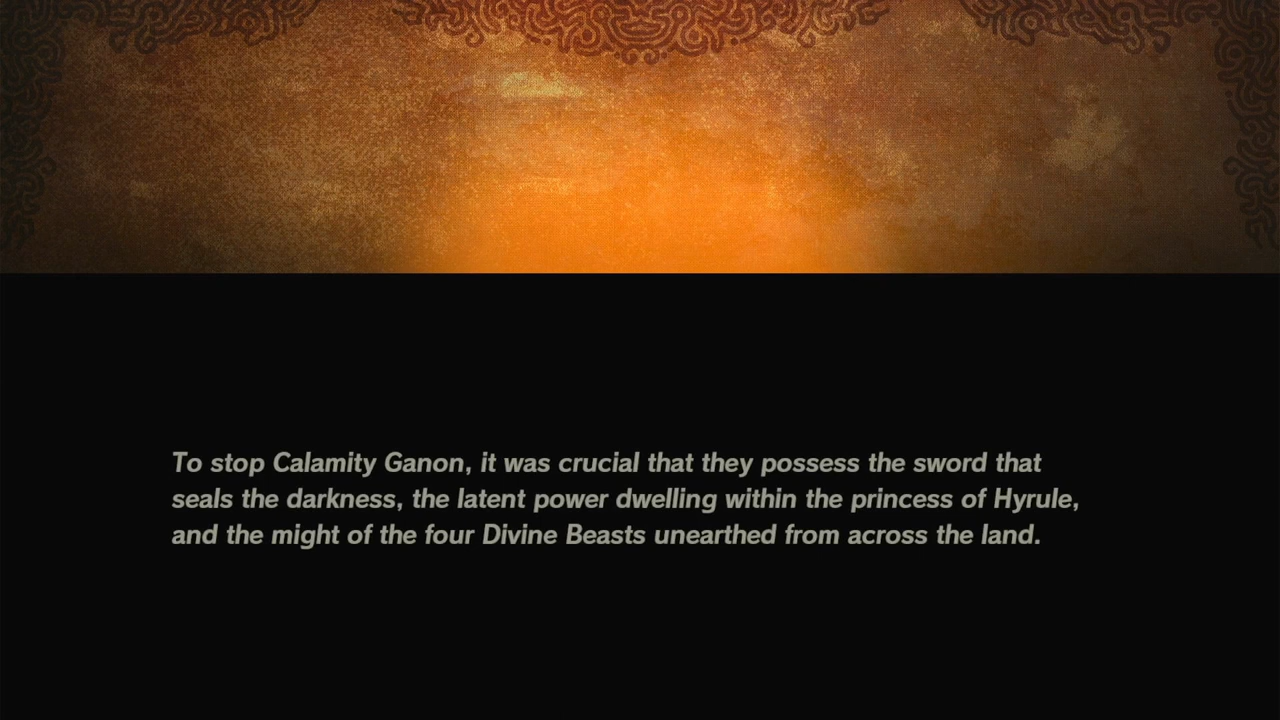 To stop Calamity Ganon, it was crucial that they possess the sword that
seals the darkness, the latent power dwelling within the princess of Hyrule,
and the might of the four Divine Beasts unearthed from across the land.